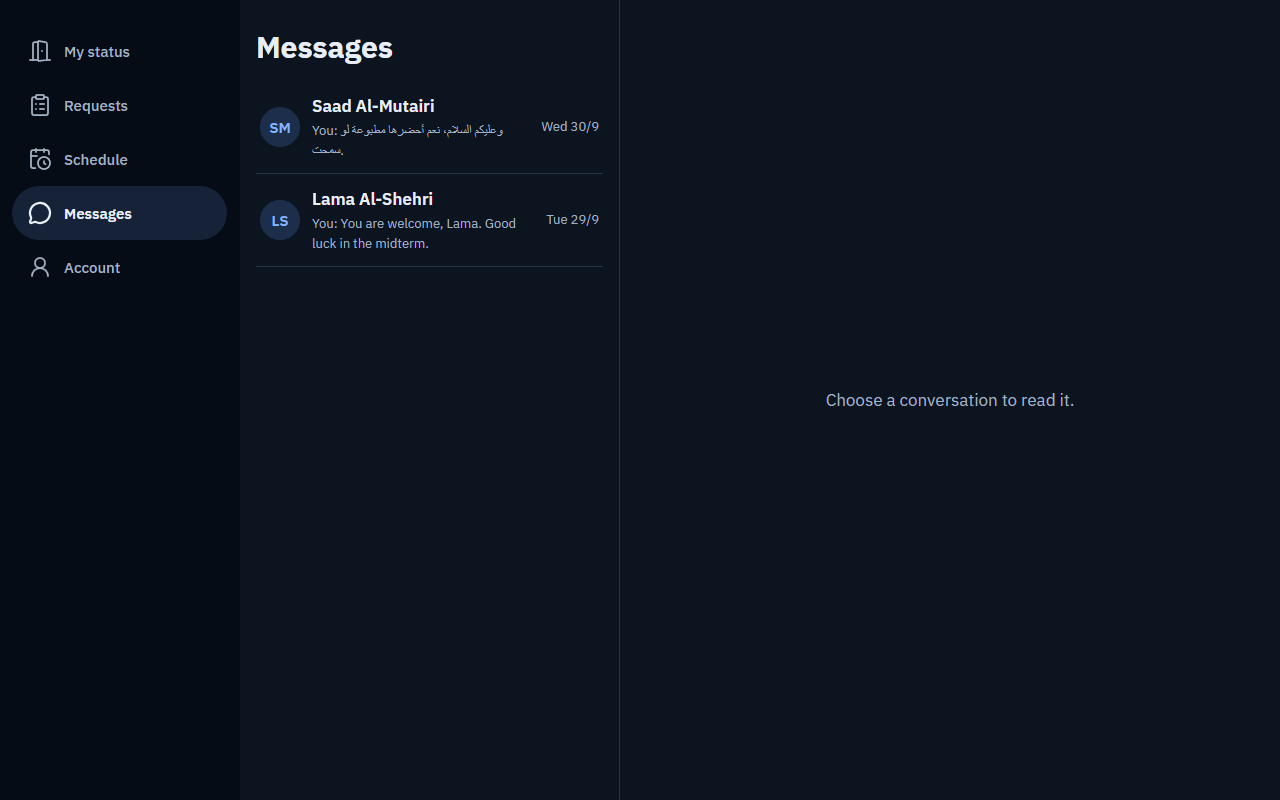 My status
Requests
Schedule
Messages
Account
Messages
SM
Saad Al-Mutairi
You: وعليكم السلام، نعم أحضرها مطبوعة لو
سمحت.
Wed 30/9
LS
Lama Al-Shehri
You: You are welcome, Lama. Good
luck in the midterm.
Tue 29/9
Choose a conversation to read it.